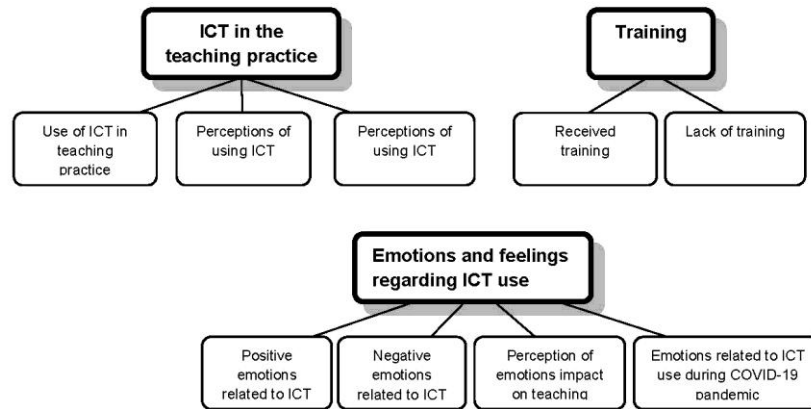 ICT in the
teaching practice
Training
Use of ICT in
teaching
practice
Perceptions of
using ICT
Perceptions of
using ICT
Received
training
Lack of training
Emotions and feelings
regarding ICT use
Positive
emotions
related to ICT
Negative
emotions
related to ICT
Perception of
emotions impact
on teaching
Emotions related to ICT
use during COVID-19
pandemic